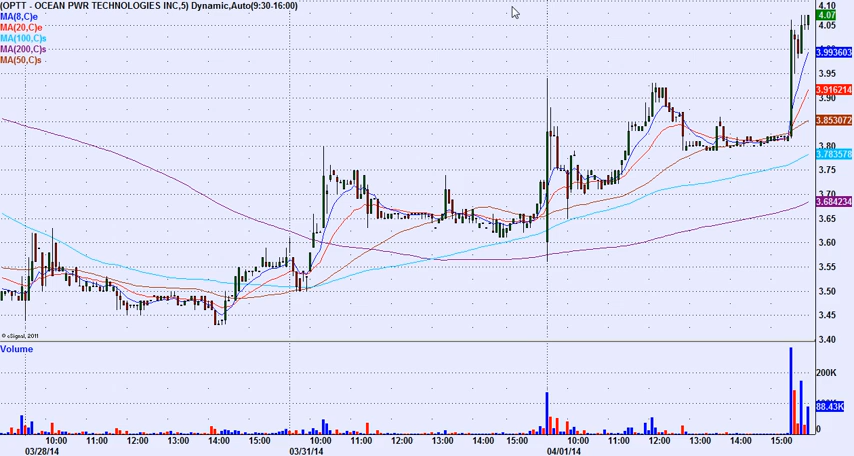 (OPTT - OCEAN PWR TECHNOLOGIES INC,5) Dynamic,Auto(9:30-16:00)
MA(8,C)e
MA(20,C)e
MA(100,C)s
MA(200,C)s
MA(50,C)s
4.10
4.07
4.05
3.993603
3.95
3.916214
3.90
3.853072
3.80
3.783578
3.75
3.70
3.684234
3.65
3.60
3.55
3.50
3.45
3.40
© eSignal, 2011
Volume
200K
88.43K
0
10:00 11:00 12:00 13:00 14:00 15:00 10:00 11:00 12:00 13:00 14:00 15:00 10:00 11:00 12:00 13:00 14:00 15:00
03/28/14 03/31/14 04/01/14